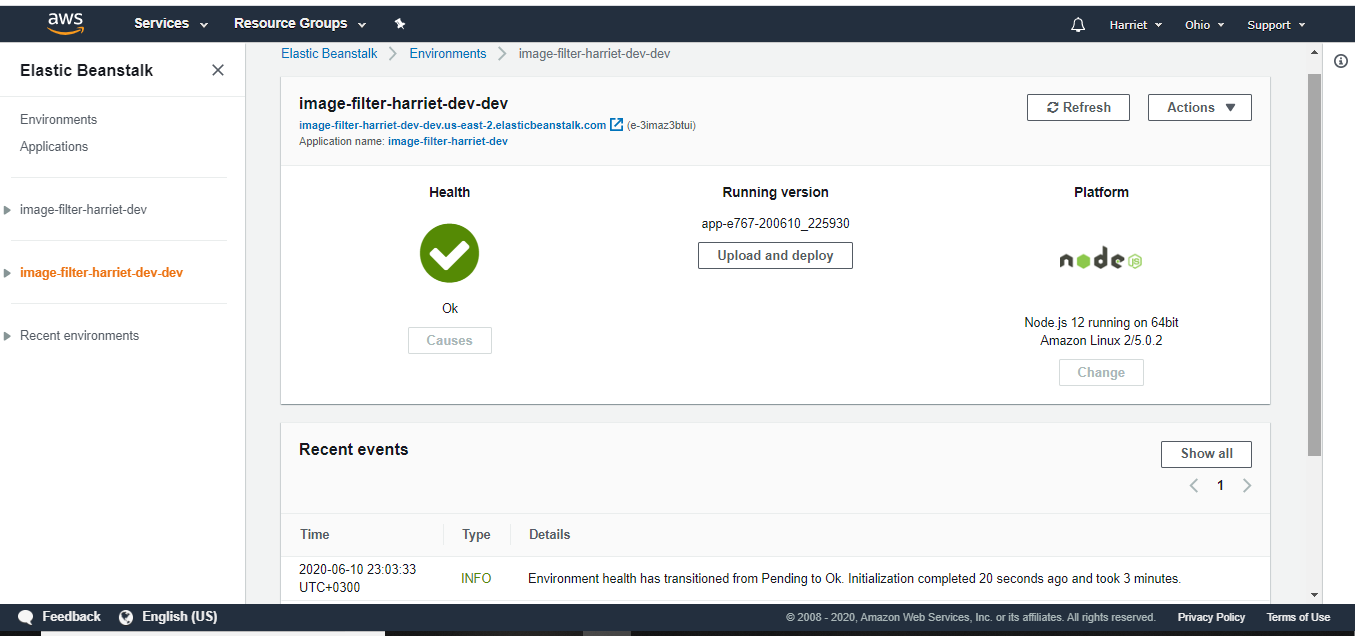 aws Services Resource Groups Harriet Ohio Support
Elastic Beanstalk
Environments
Applications
image-filter-harriet-dev
image-filter-harriet-dev-dev
Recent environments
Elastic Beanstalk Environments image-filter-harriet-dev-dev
image-filter-harriet-dev-dev
image-filter-harriet-dev-dev.us-east-2.elasticbeanstalk.com (e-3imaz3btui)
Application name: image-filter-harriet-dev
Refresh Actions
Health
Ok
Causes
Running version
app-e767-200610_225930
Upload and deploy
Platform
node JS
Node.js 12 running on 64bit
Amazon Linux 2/5.0.2
Change
Recent events
Show all
1
Time Type Details
2020-06-10 23:03:33
UTC+0300
INFO
Environment health has transitioned from Pending to Ok. Initialization completed 20 seconds ago and took 3 minutes.
Feedback English (US) © 2008 - 2020, Amazon Web Services, Inc. or its affiliates. All rights reserved. Privacy Policy Terms of Use